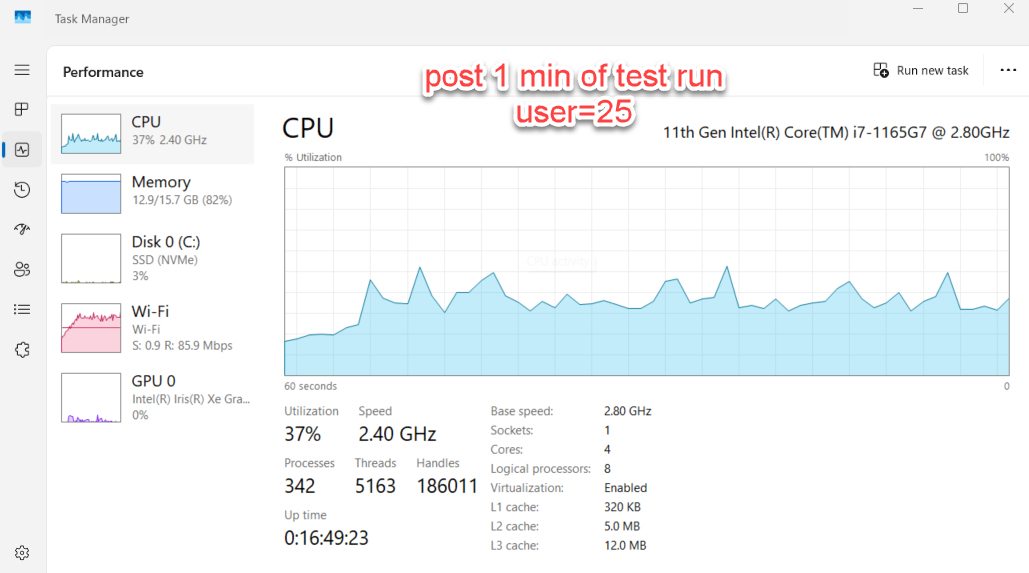 Task Manager
post 1 min of test run
user=25
Performance
Run new task
CPU
37% 2.40 GHz
Memory
12.9/15.7 GB (82%)
Disk 0 (C:)
SSD (NVMe)
3%
Wi-Fi
Wi-Fi
S: 0.9 R: 85.9 Mbps
GPU 0
Intel(R) Iris(R) Xe Gra...
0%
CPU
11th Gen Intel(R) Core(TM) i7-1165G7 @ 2.80GHz
% Utilization
100%
CPU activity
60 seconds
0
Utilization
Speed
37%
2.40 GHz
Processes
Threads
Handles
342
5163
186011
Up time
0:16:49:23
Base speed:
2.80 GHz
Sockets:
1
Cores:
4
Logical processors:
8
Virtualization:
Enabled
L1 cache:
320 KB
L2 cache:
5.0 MB
L3 cache:
12.0 MB